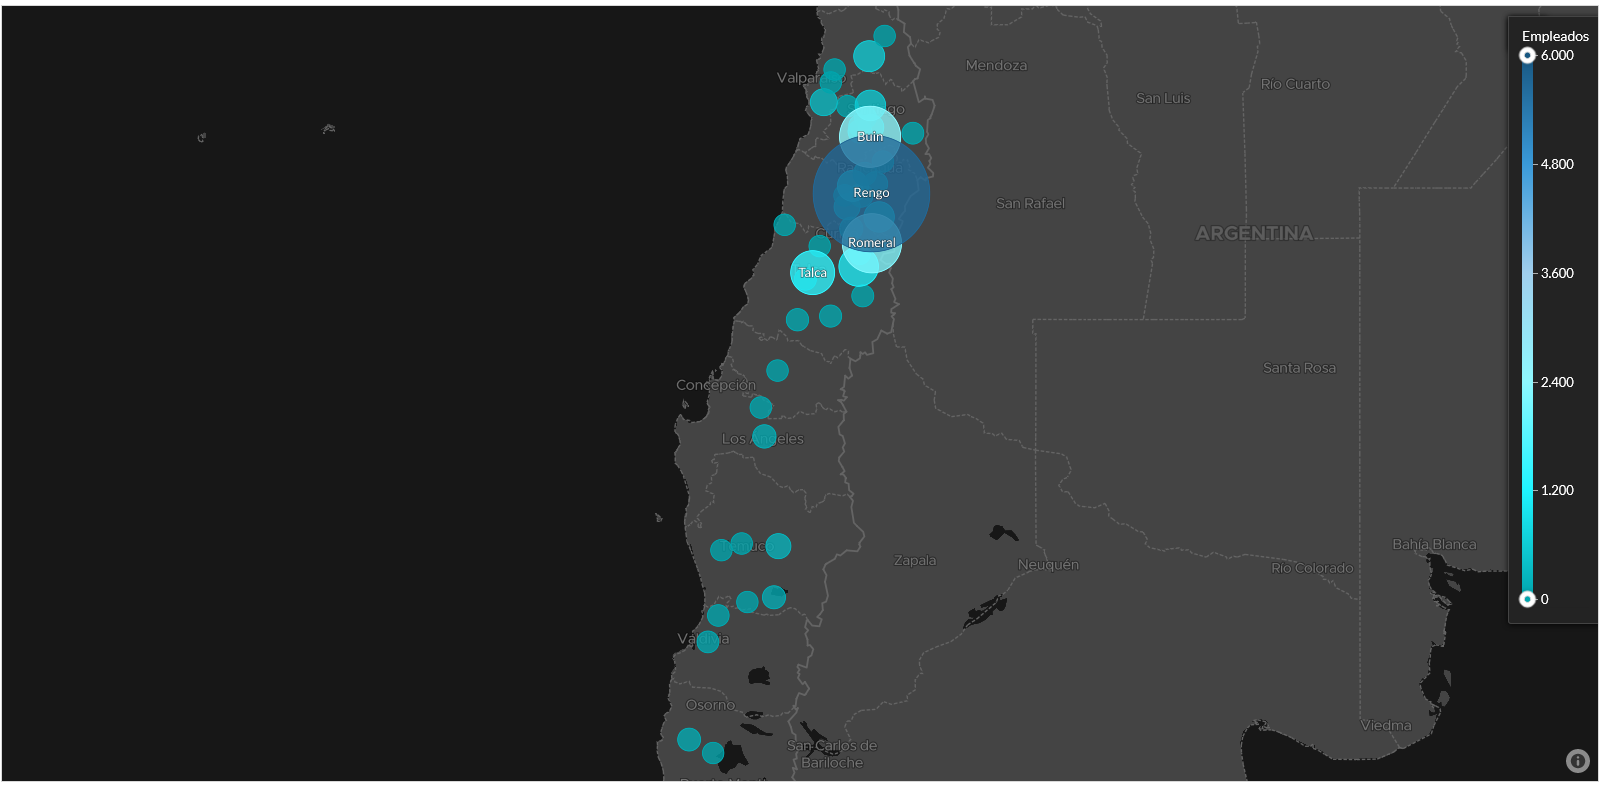 Empleados
6.000
4.800
3.600
2.400
1.200
0
Mendoza
Río Cuarto
San Luis
Buin
Rengo
San Rafael
ARGENTINA
Romeral
Talca
Santa Rosa
Concepción
Los Ángeles
Bahía Blanca
Zapala
Neuquén
Río Colorado
Valdivia
Osorno
Viedma
San Carlos de
Bariloche